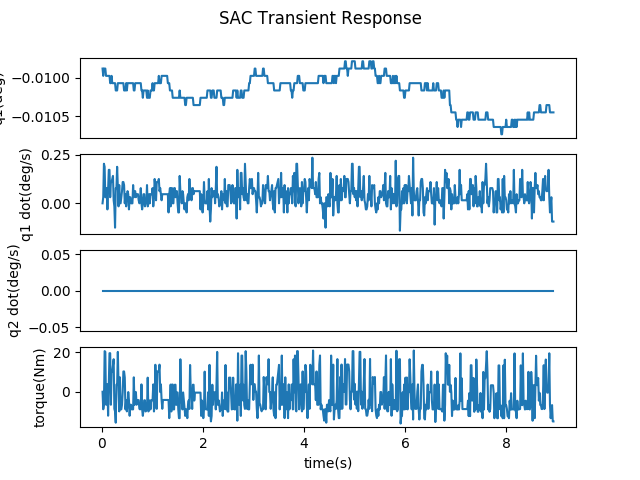 SAC Transient Response
−0.0100
−0.0105
0.25
0.00
q1 dot(deg/s)
0.05
0.00
−0.05
q2 dot(deg/s)
20
0
torque(Nm)
0
2
4
6
8
time(s)